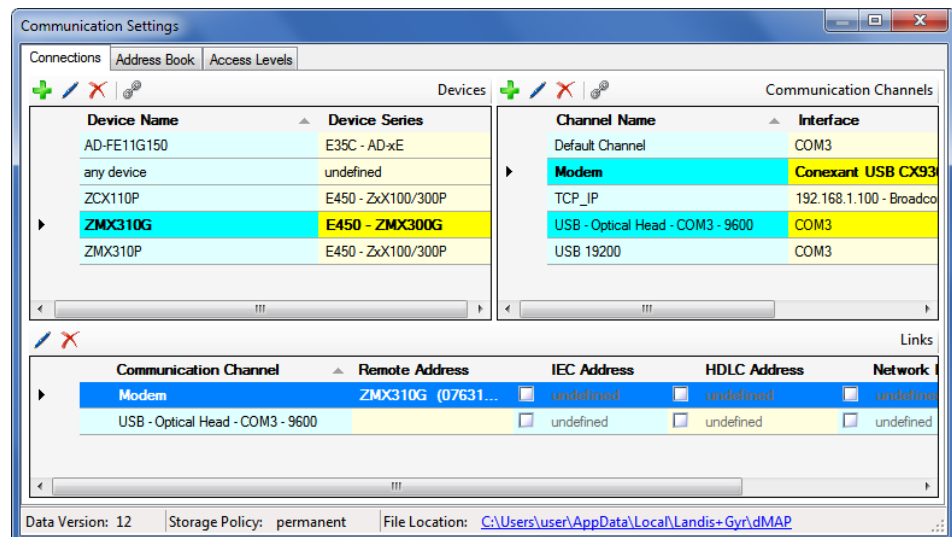 Communication Settings
Connections Address Book Access Levels
Devices
Device Name Device Series
AD-FE11G150 E35C - AD-xE
any device undefined
ZCX110P E450 - ZxX100/300P
ZMX310G E450 - ZMX300G
ZMX310P E450 - ZxX100/300P
Communication Channels
Channel Name Interface
Default Channel COM3
Modem Conexant USB CX930
TCP_IP 192.168.1.100 - Broadco
USB - Optical Head - COM3 - 9600 COM3
USB 19200 COM3
Links
Communication Channel Remote Address IEC Address HDLC Address Network
Modem ZMX310G (07631... undefined undefined undefined
USB - Optical Head - COM3 - 9600 undefined undefined undefined
Data Version: 12 Storage Policy: permanent File Location: C:\Users\user\AppData\Local\Landis+Gyr\dMAP